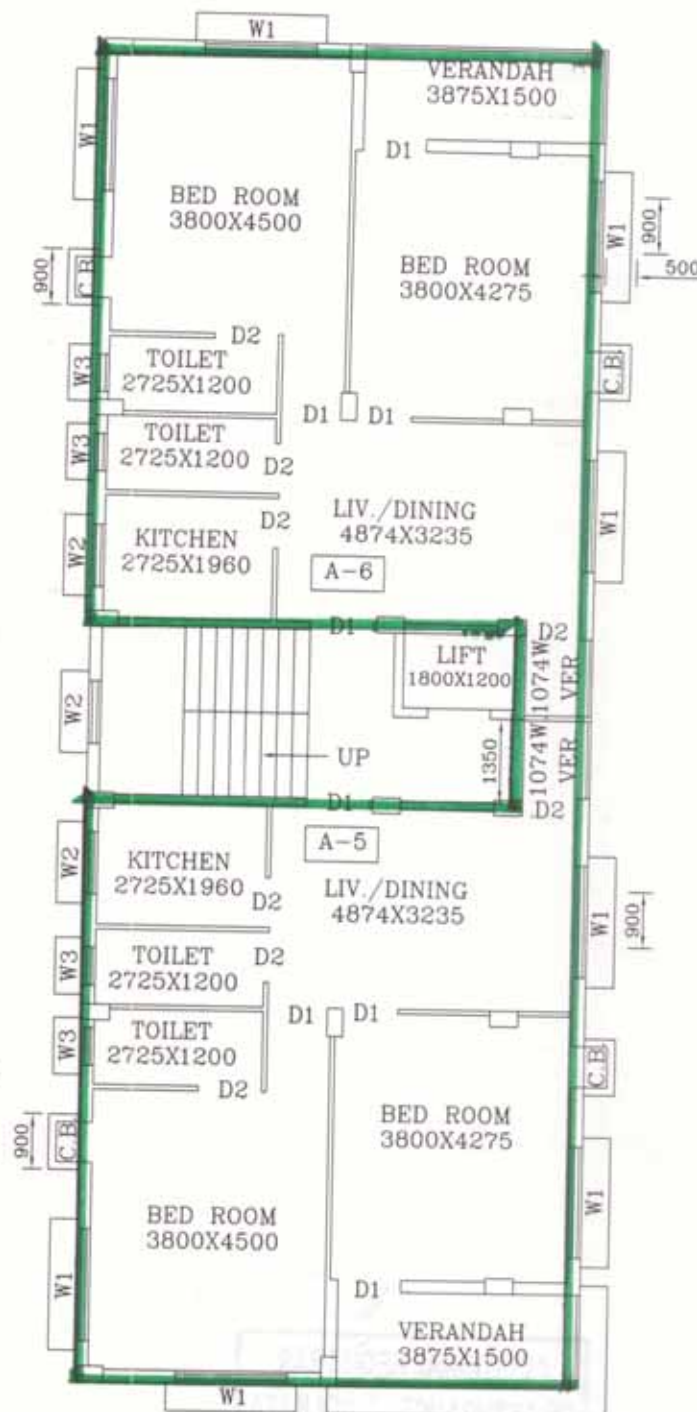 W1
VERANDAH
3875X1500
W1
D1
BED ROOM
3800X4500
W1
900
500
BED ROOM
3800X4275
900
C.B
D2
TOILET
2725X1200
W3
C.B
D1
D1
TOILET
2725X1200
W3
D2
LIV./DINING
4874X3235
W1
D2
KITCHEN
2725X1960
W2
A-6
D1
D2
LIFT
1800X1200
1074W.
VER
W2
UP
1350
1074W.
VER
D1
D2
A-5
KITCHEN
2725X1960
W2
LIV./DINING
4874X3235
D2
W1
900
TOILET
2725X1200
W3
D2
D1
D1
TOILET
2725X1200
W3
C.B
D2
BED ROOM
3800X4275
900
C.B
W1
BED ROOM
3800X4500
W1
D1
VERANDAH
3875X1500
W1